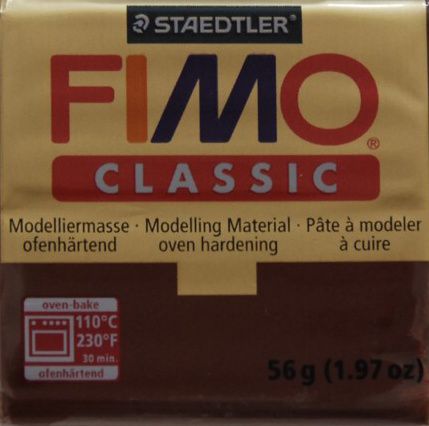 STAEDTLER
FIMO®
CLASSIC
Modelliermasse · Modelling Material · Pâte à modeler
ofenhärtend oven hardening à cuire
oven-bake
110°C
230°F
30 min.
ofenhärtend
56 g (1.97 oz)